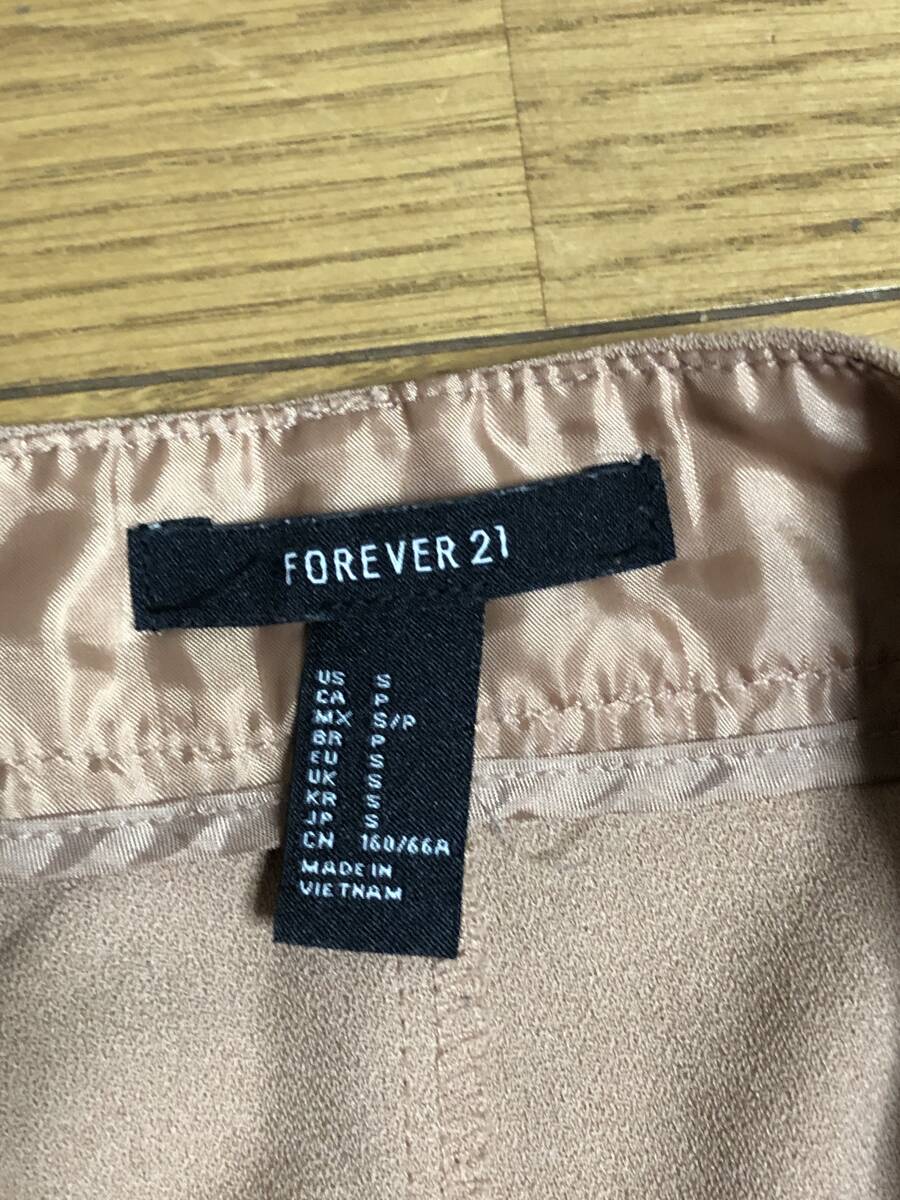 FOREVER 21
US S
CA P
MX S/P
BR P
EU S
UK S
KR S
JP S
CN 160/66A
MADE IN
VIETNAM